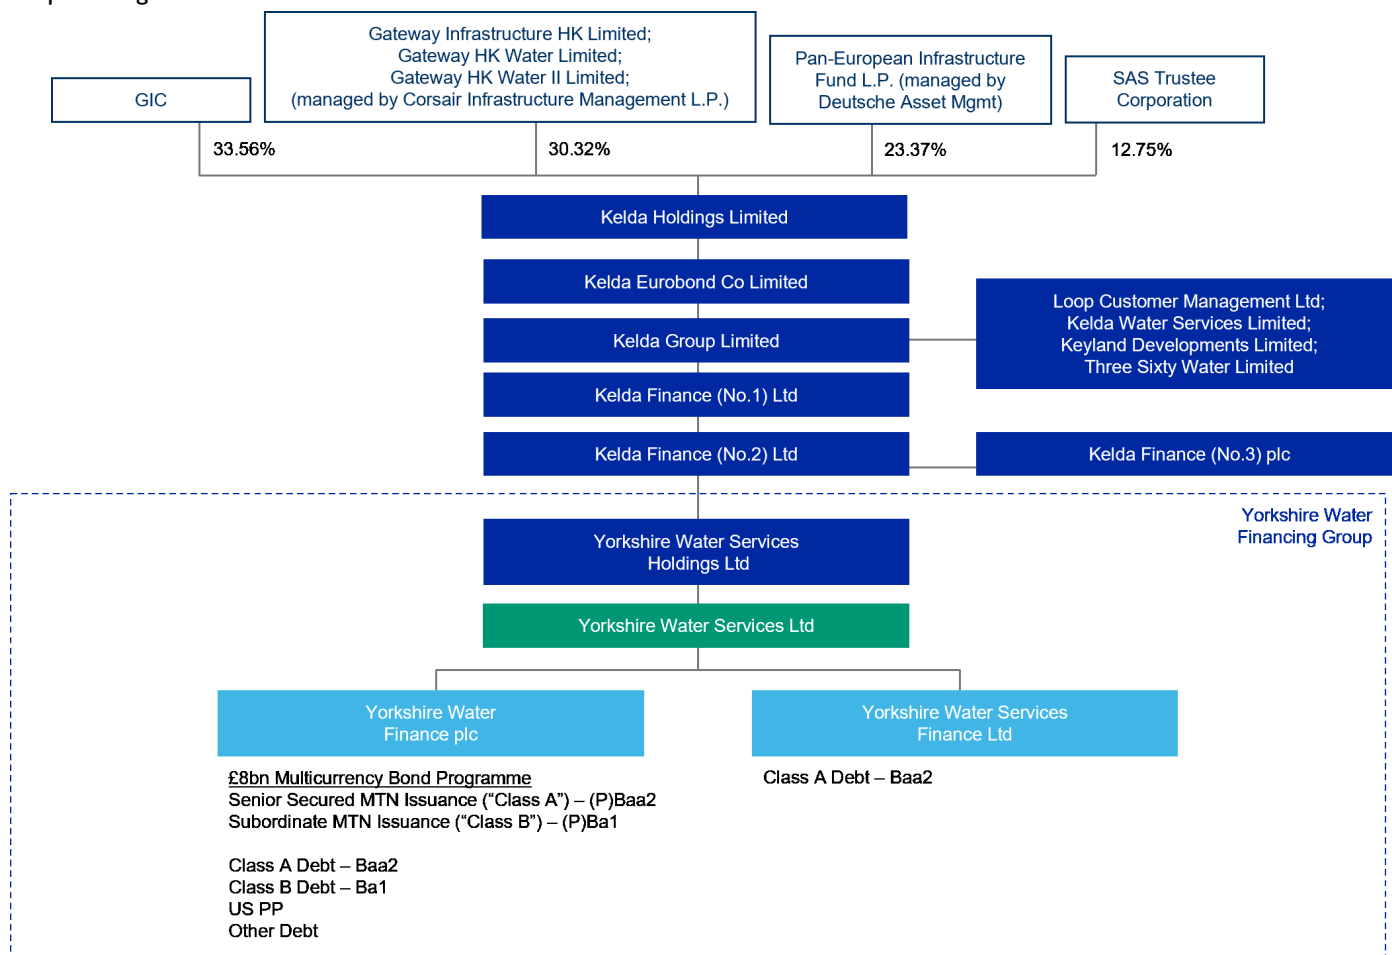 GIC
Gateway Infrastructure HK Limited;
Gateway HK Water Limited;
Gateway HK Water II Limited;
(managed by Corsair Infrastructure Management L.P.)
Pan-European Infrastructure
Fund L.P. (managed by
Deutsche Asset Mgmt)
SAS Trustee
Corporation
33.56%
30.32%
23.37%
12.75%
Kelda Holdings Limited
Kelda Eurobond Co Limited
Kelda Group Limited
Loop Customer Management Ltd;
Kelda Water Services Limited;
Keyland Developments Limited;
Three Sixty Water Limited
Kelda Finance (No.1) Ltd
Kelda Finance (No.2) Ltd
Kelda Finance (No.3) plc
Yorkshire Water
Financing Group
Yorkshire Water Services
Holdings Ltd
Yorkshire Water Services Ltd
Yorkshire Water
Finance plc
Yorkshire Water Services
Finance Ltd
£8bn Multicurrency Bond Programme
Senior Secured MTN Issuance (“Class A”) – (P)Baa2
Subordinate MTN Issuance (“Class B”) – (P)Ba1
Class A Debt – Baa2
Class B Debt – Ba1
US PP
Other Debt
Class A Debt – Baa2